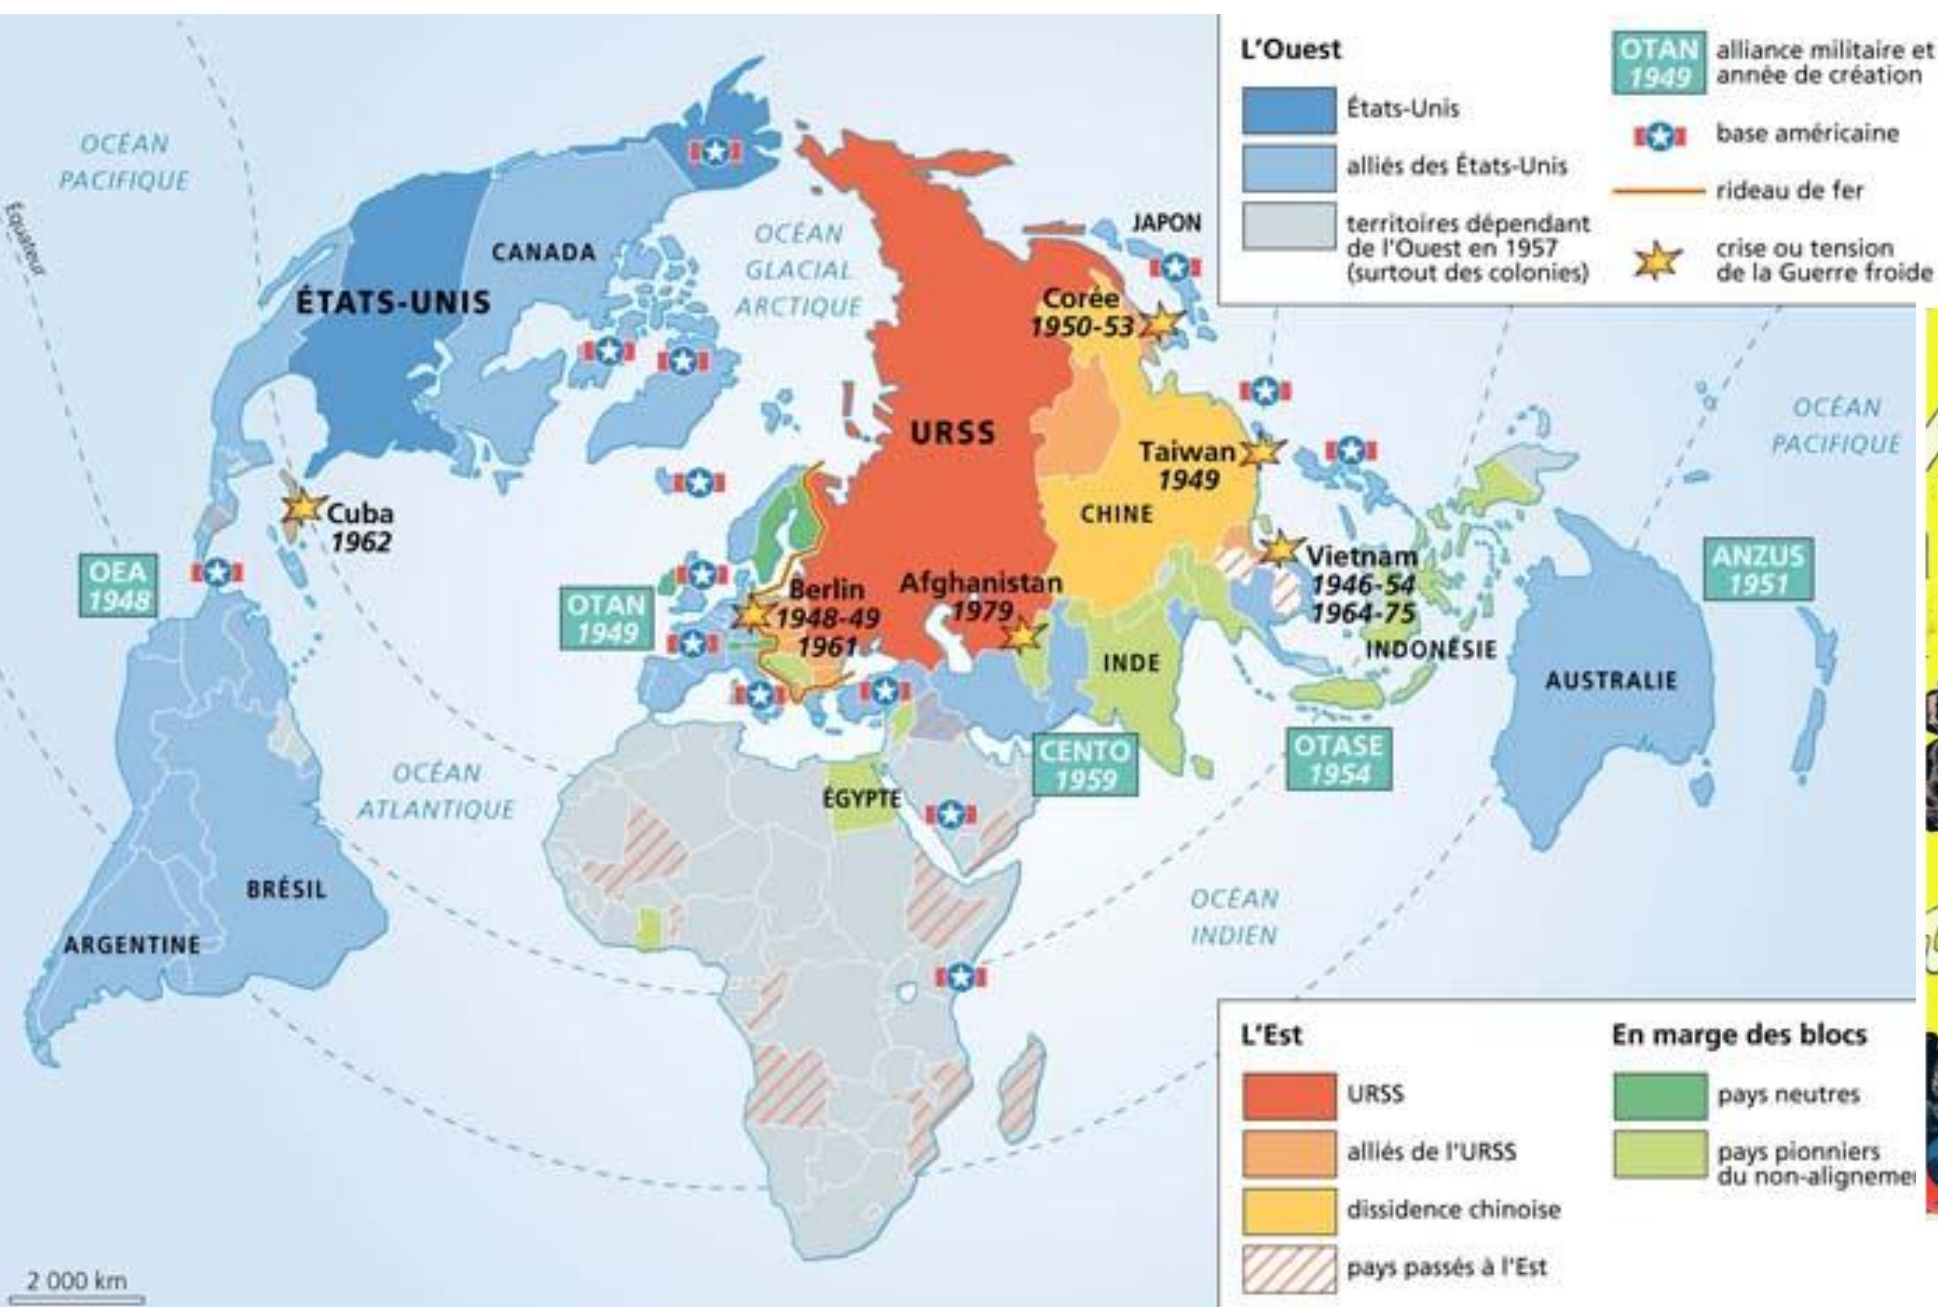 L'Ouest
États-Unis
alliés des États-Unis
territoires dépendant
de l'Ouest en 1957
(surtout des colonies)
OTAN
1949
alliance militaire et
année de création
base américaine
rideau de fer
crise ou tension
de la Guerre froide
OCÉAN
PACIFIQUE
Équateur
CANADA
ÉTATS-UNIS
OCÉAN
GLACIAL
ARCTIQUE
JAPON
Corée
1950-53
URSS
Taiwan
1949
CHINE
OCÉAN
PACIFIQUE
Cuba
1962
OEA
1948
OTAN
1949
Berlin
1948-49
1961
Afghanistan
1979
Vietnam
1946-54
1964-75
ANZUS
1951
INDE
INDONÉSIE
AUSTRALIE
CENTO
1959
OTASE
1954
OCÉAN
ATLANTIQUE
ÉGYPTE
BRÉSIL
ARGENTINE
OCÉAN
INDIEN
L'Est
URSS
alliés de l'URSS
dissidence chinoise
pays passés à l'Est
En marge des blocs
pays neutres
pays pionniers
du non-aligneme
2 000 km